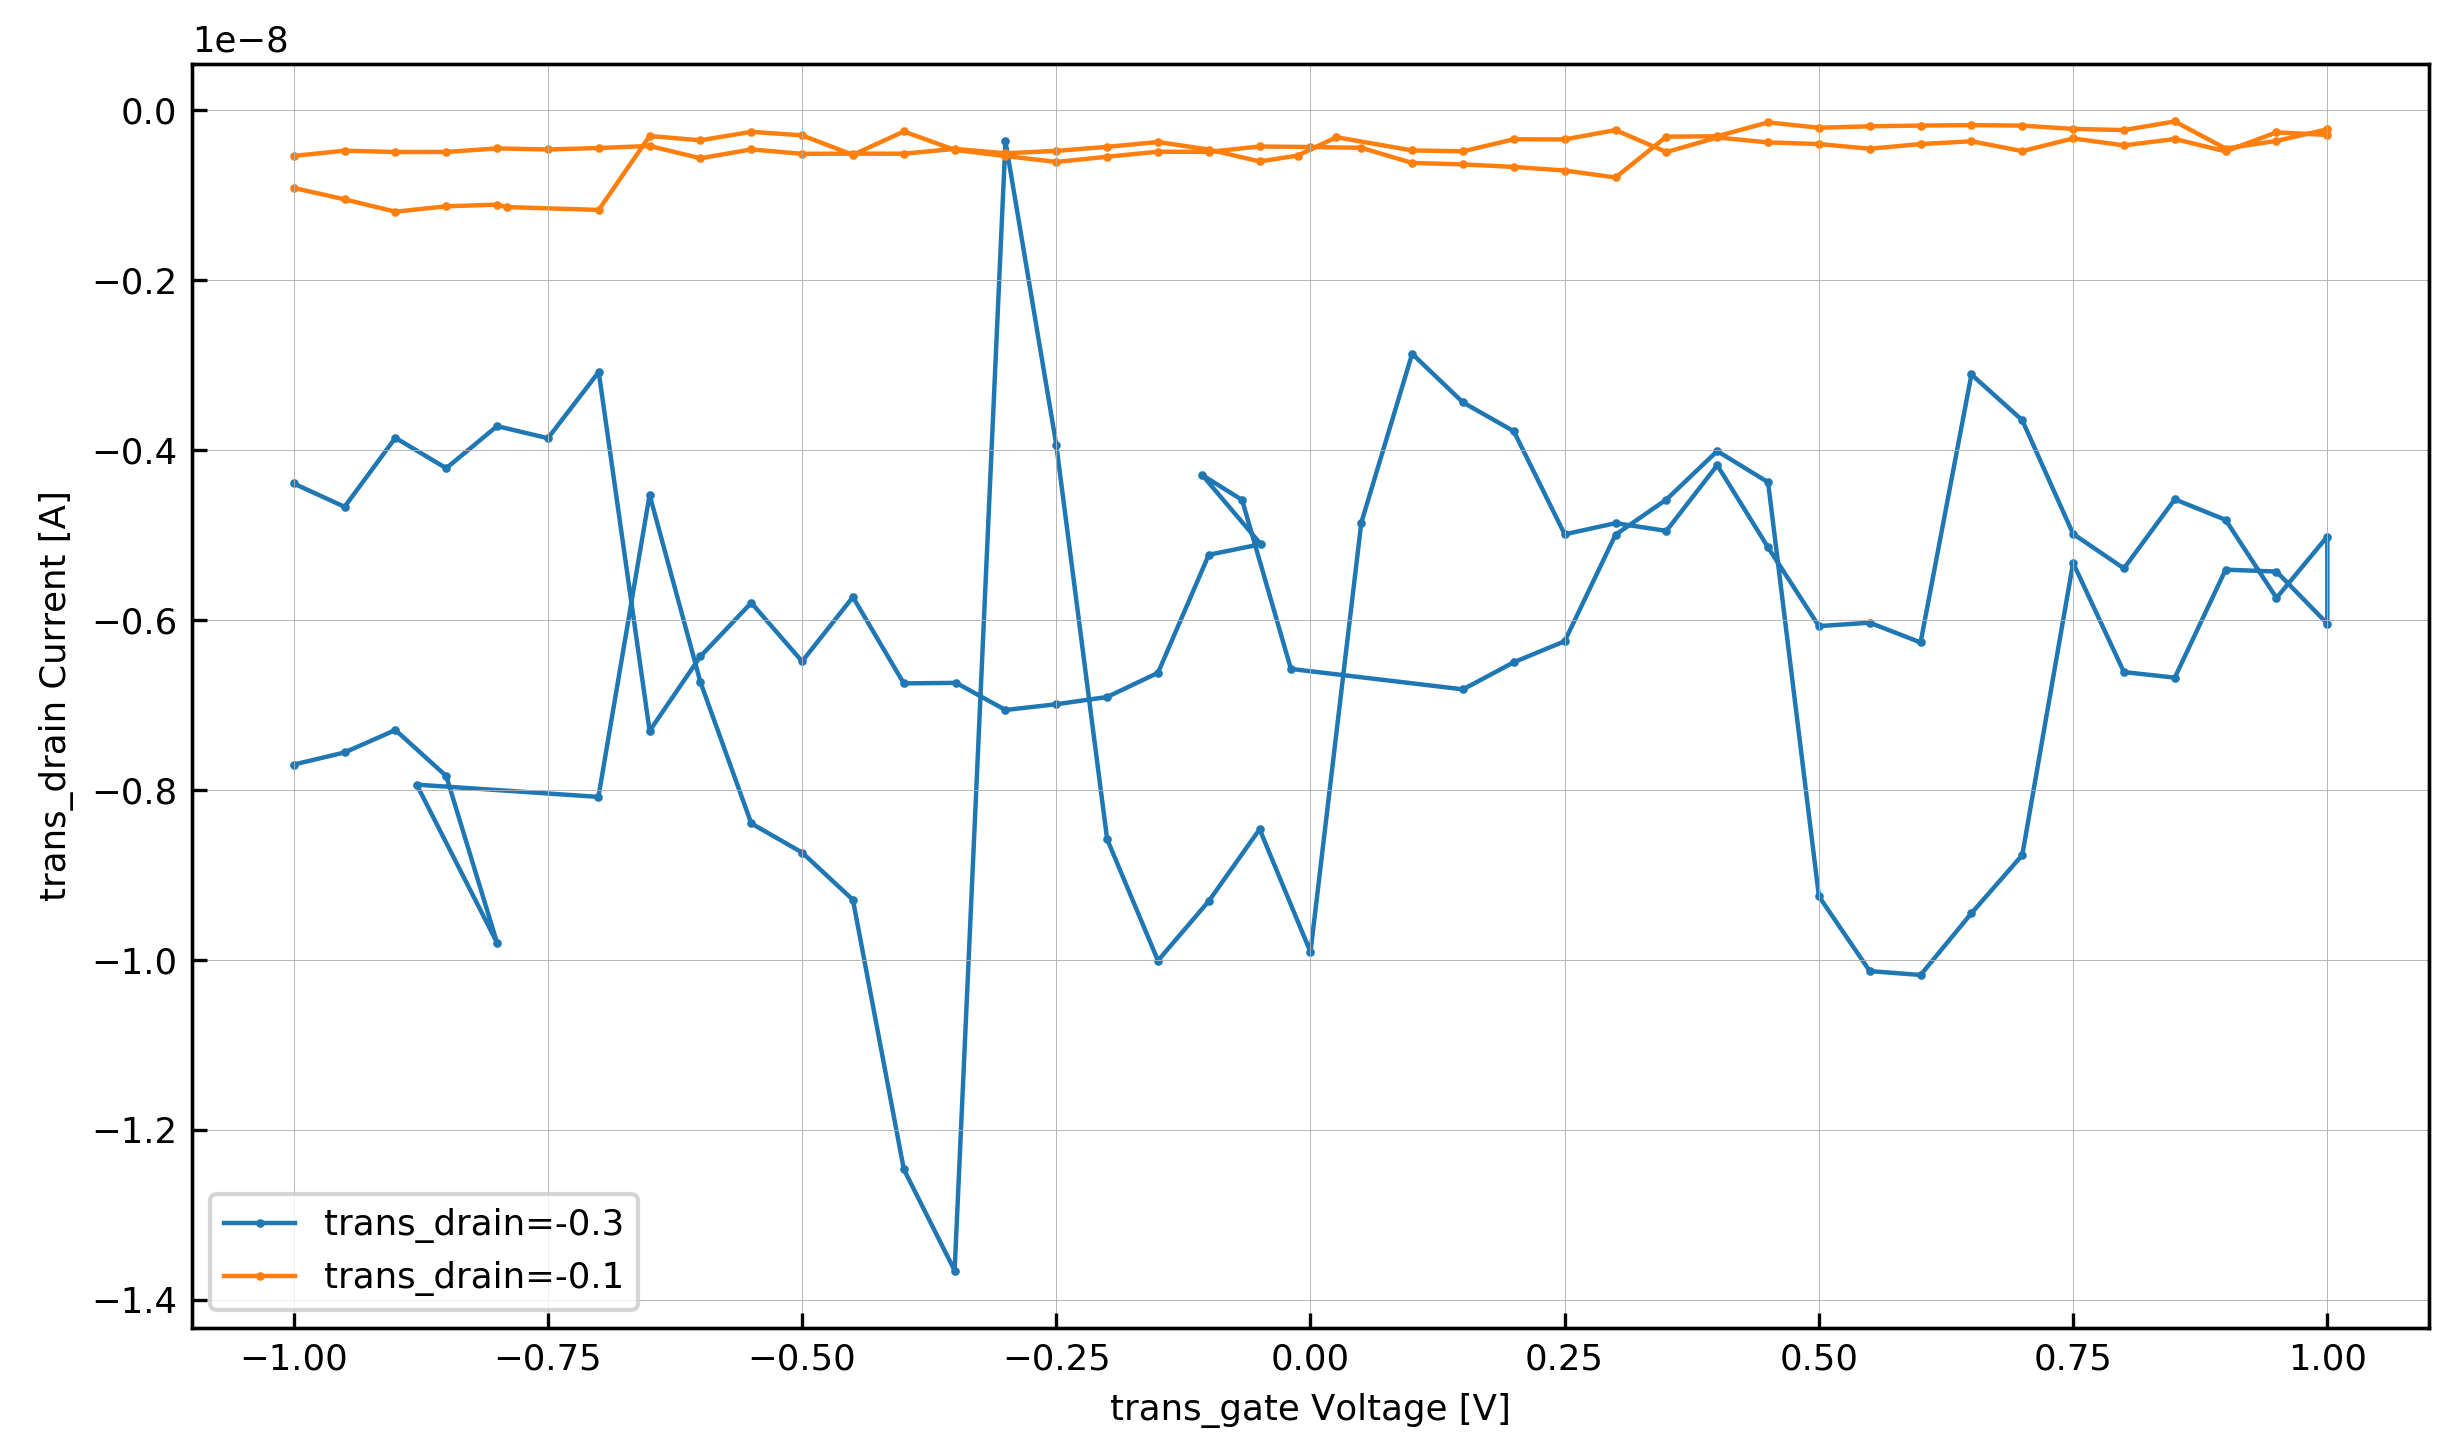 1e−8
0.0
−0.2
−0.4
−0.6
−0.8
−1.0
−1.2
−1.4
trans_drain Current [A]
trans_drain=-0.3
trans_drain=-0.1
−1.00 −0.75 −0.50 −0.25 0.00 0.25 0.50 0.75 1.00
trans_gate Voltage [V]